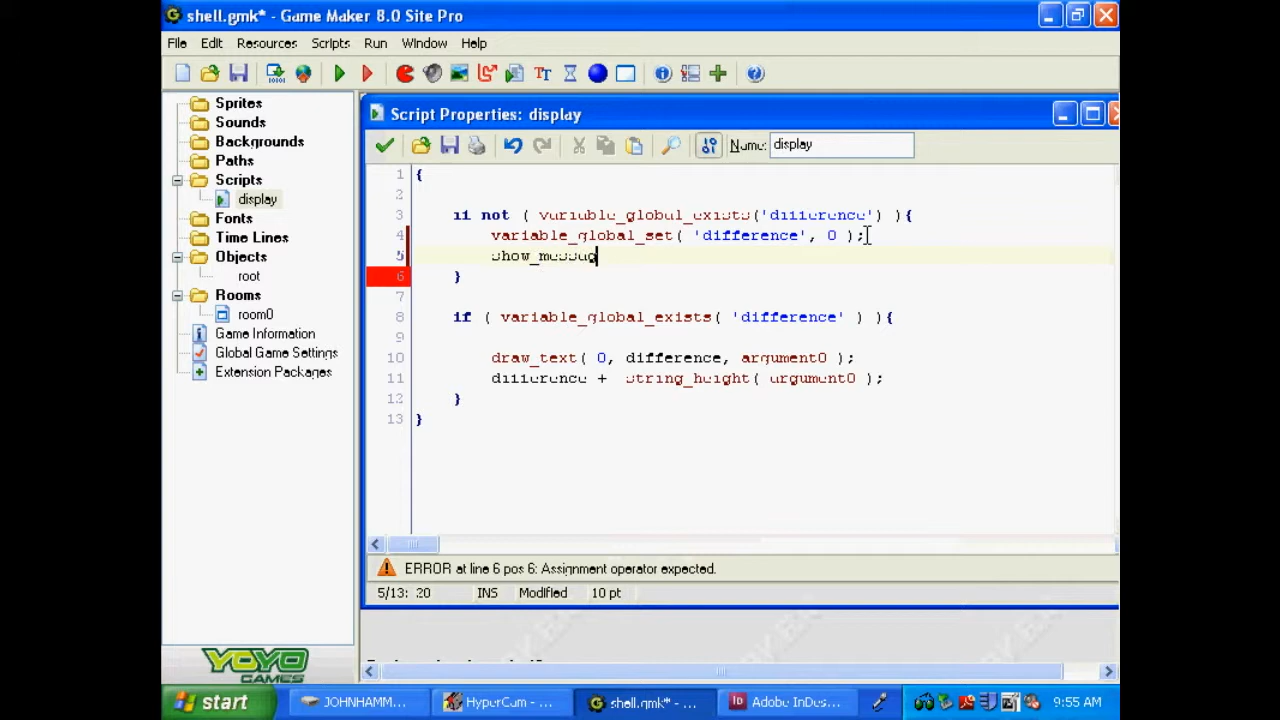 shell.gmk* - Game Maker 8.0 Site Pro
File Edit Resources Scripts Run Window Help
Sprites
Sounds
Backgrounds
Paths
Scripts
display
Fonts
Time Lines
Objects
root
Rooms
room0
Game Information
Global Game Settings
Extension Packages
YOYO
GAMES
Script Properties: display
Name: display
1 {
2
3 if not ( variable_global_exists('difference') ){
4 variable_global_set( 'difference', 0 );
5 show_messag
6 }
7
8 if ( variable_global_exists( 'difference' ) ){
9
10 draw_text( 0, difference, argument0 );
11 difference + string_height( argument0 );
12 }
13 }
ERROR at line 6 pos 6: Assignment operator expected.
5/13: 20 INS Modified 10 pt
start JOHNHAMM... HyperCam - ... shell.gmk* - ... Adobe InDes... 9:55 AM